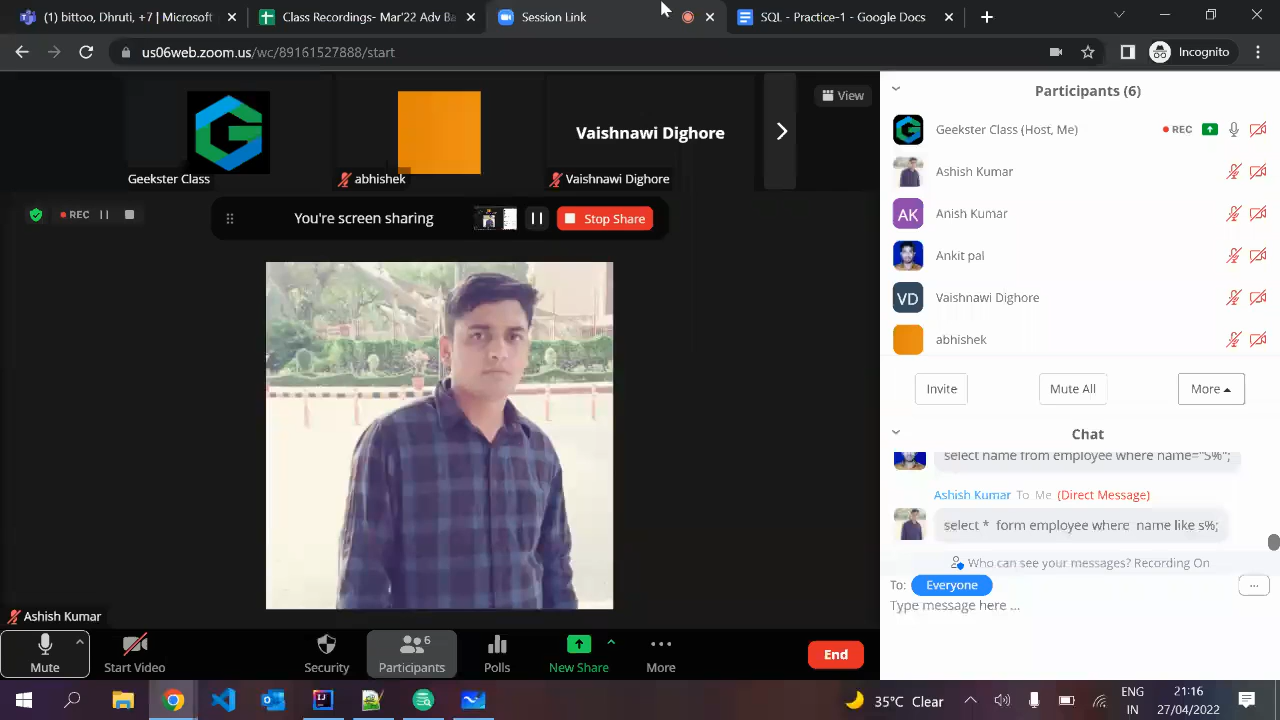 (1) bittoo, Dhruti, +7 | Microsoft
Class Recordings- Mar22 Adv Ba
Session Link
SQL - Practice-1 - Google Docs
us06web.zoom.us/wc/89161527888/start
Incognito
View
Vaishnawi Dighore
Geekster Class
abhishek
Vaishnawi Dighore
REC
You're screen sharing
Stop Share
Ashish Kumar
Mute
Start Video
Security
6
Participants
Polls
New Share
More
End
Participants (6)
Geekster Class (Host, Me)
REC
Ashish Kumar
AK
Anish Kumar
Ankit pal
VD
Vaishnawi Dighore
abhishek
Invite
Mute All
More
Chat
select name from employee where name="S%";
Ashish Kumar To Me (Direct Message)
select * form employee where name like s%;
Who can see your messages? Recording On
To:
Everyone
...
Type message here ...
35°C Clear
ENG
IN
21:16
27/04/2022